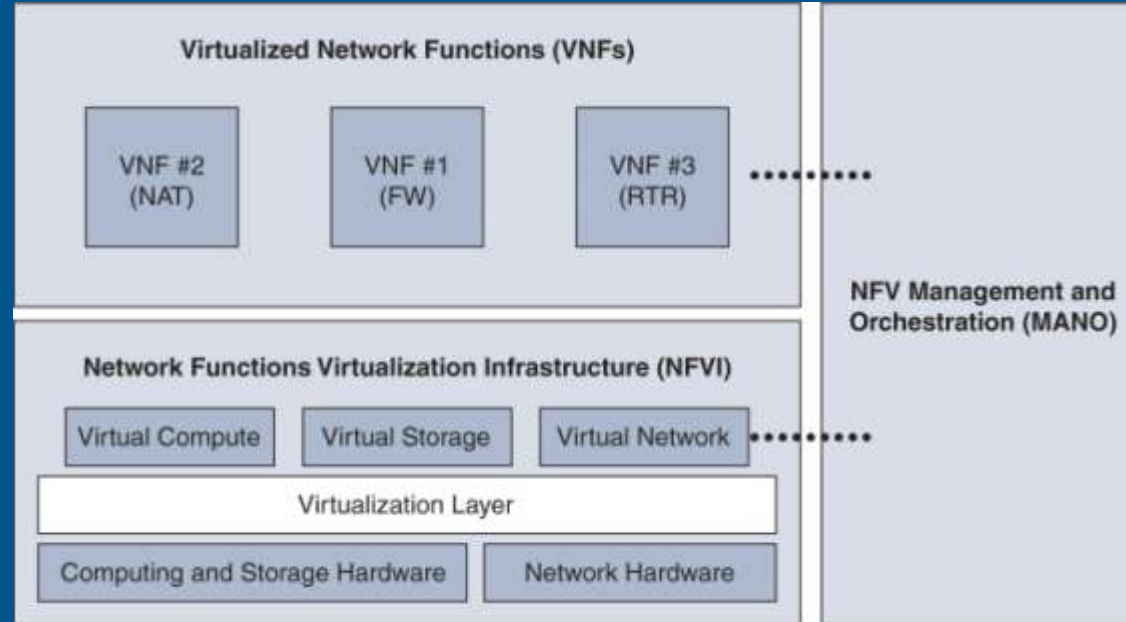 Virtualized Network Functions (VNFs)
VNF #2
(NAT)
VNF #1
(FW)
VNF #3
(RTR)
NFV Management and
Orchestration (MANO)
Network Functions Virtualization Infrastructure (NFVI)
Virtual Compute
Virtual Storage
Virtual Network
Virtualization Layer
Computing and Storage Hardware
Network Hardware